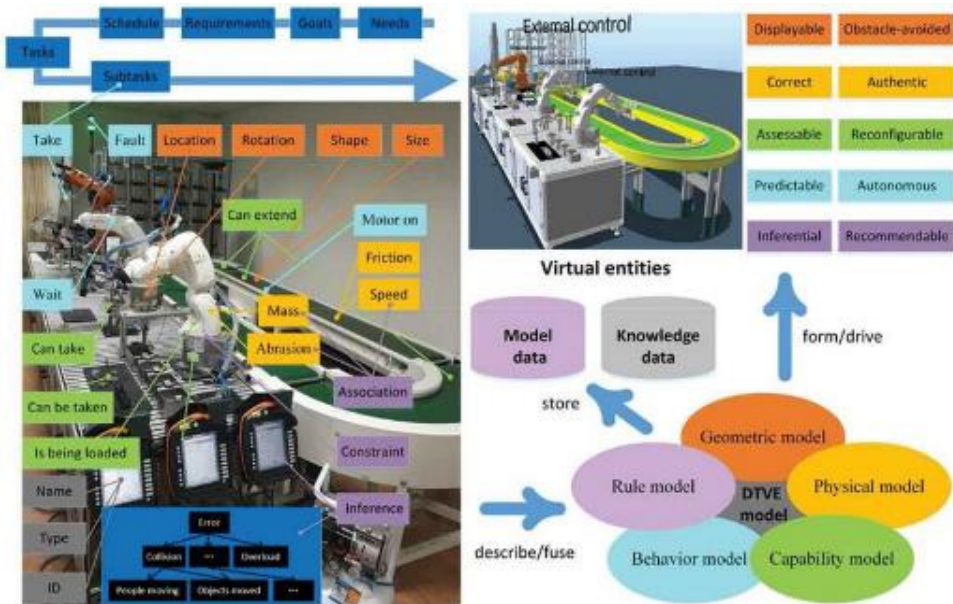 Schedule
Requirements
Goals
Needs
Tasks
Subtasks
Take
Fault
Location
Rotation
Shape
Size
Can extend
Motor on
Friction
Speed
Wait
Mass
Abrasion
Can take
Association
Can be taken
Is being loaded
Constraint
Name
Inference
Type
ID
Error
Collision
...
Overload
People moving
Objects moved
...
External control
External control
External control
Virtual entities
Displayable
Obstacle-avoided
Correct
Authentic
Assessable
Reconfigurable
Predictable
Autonomous
Inferential
Recommendable
Model
data
Knowledge
data
form/drive
store
describe/fuse
Geometric model
Rule model
DTVE
model
Physical model
Behavior model
Capability model